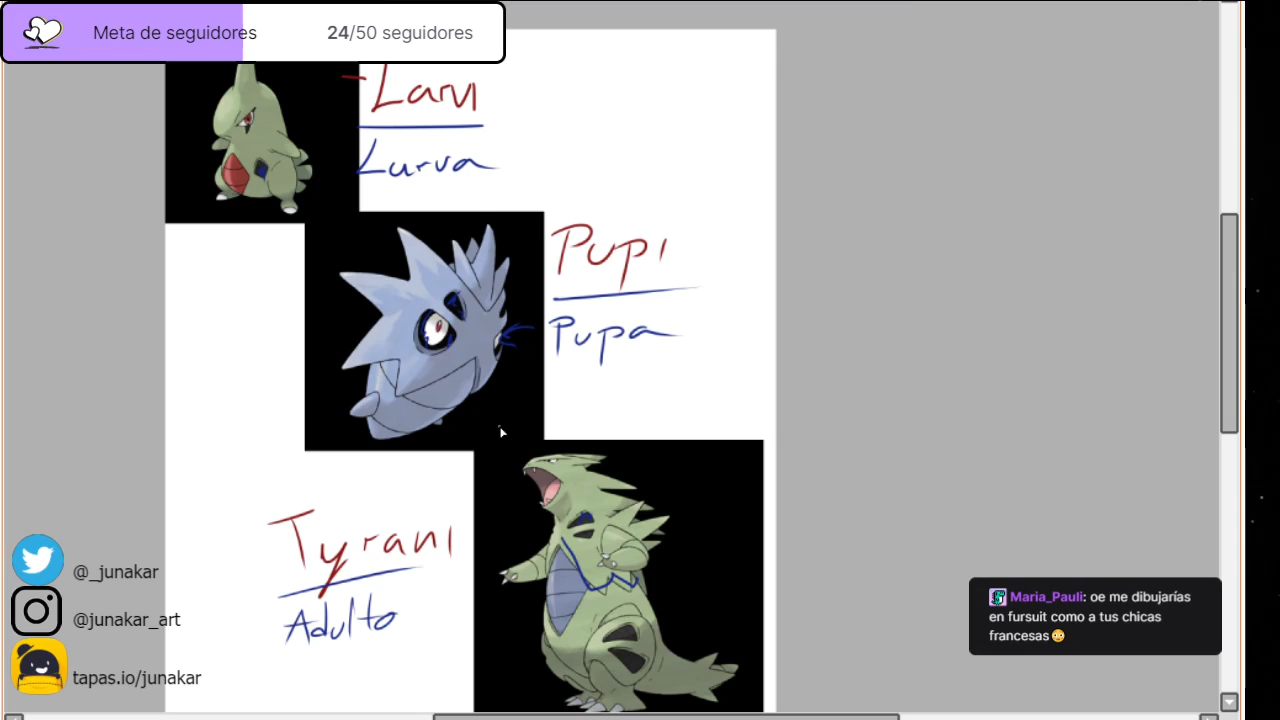 Meta de seguidores 24/50 seguidores
Larvi
Larva
Pupi
Pupa
Tyrani
Adulto
@_junakar
@junakar_art
tapas.io/junakar
Maria_Pauli: oe me dibujarías
en fursuit como a tus chicas
francesas😳